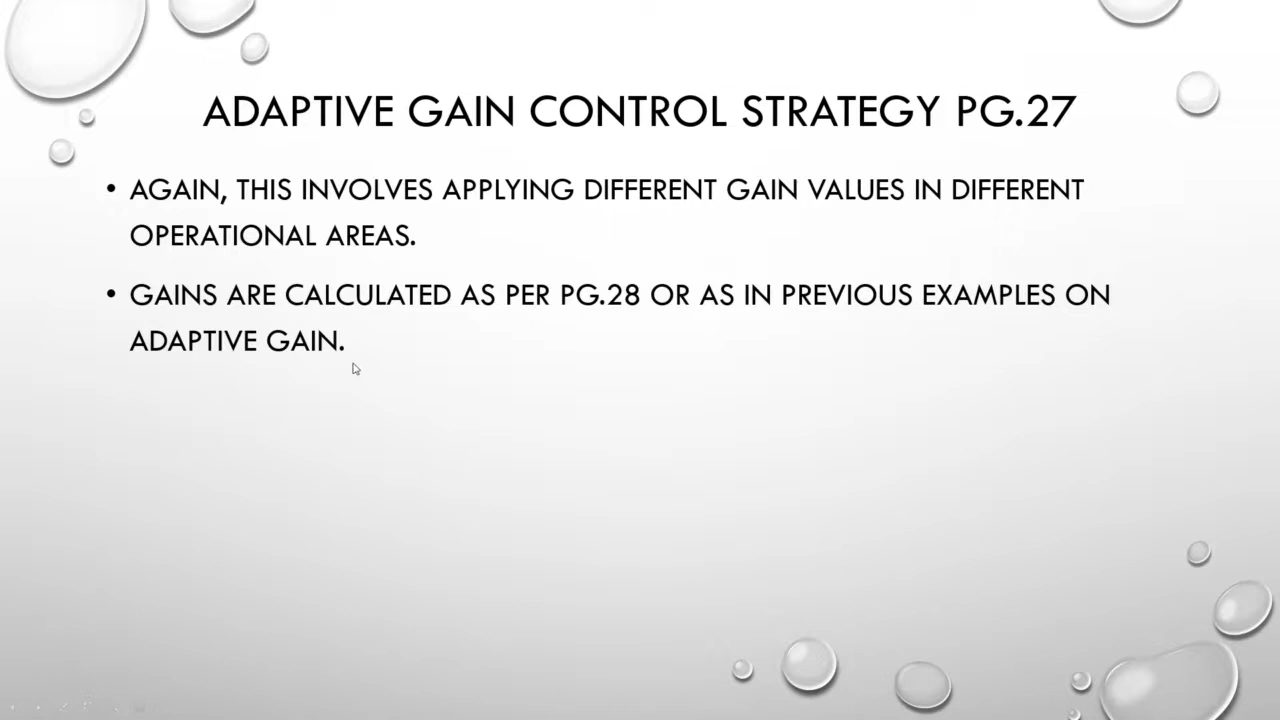 ADAPTIVE GAIN CONTROL STRATEGY PG.27
• AGAIN, THIS INVOLVES APPLYING DIFFERENT GAIN VALUES IN DIFFERENT
OPERATIONAL AREAS.
• GAINS ARE CALCULATED AS PER PG.28 OR AS IN PREVIOUS EXAMPLES ON
ADAPTIVE GAIN.